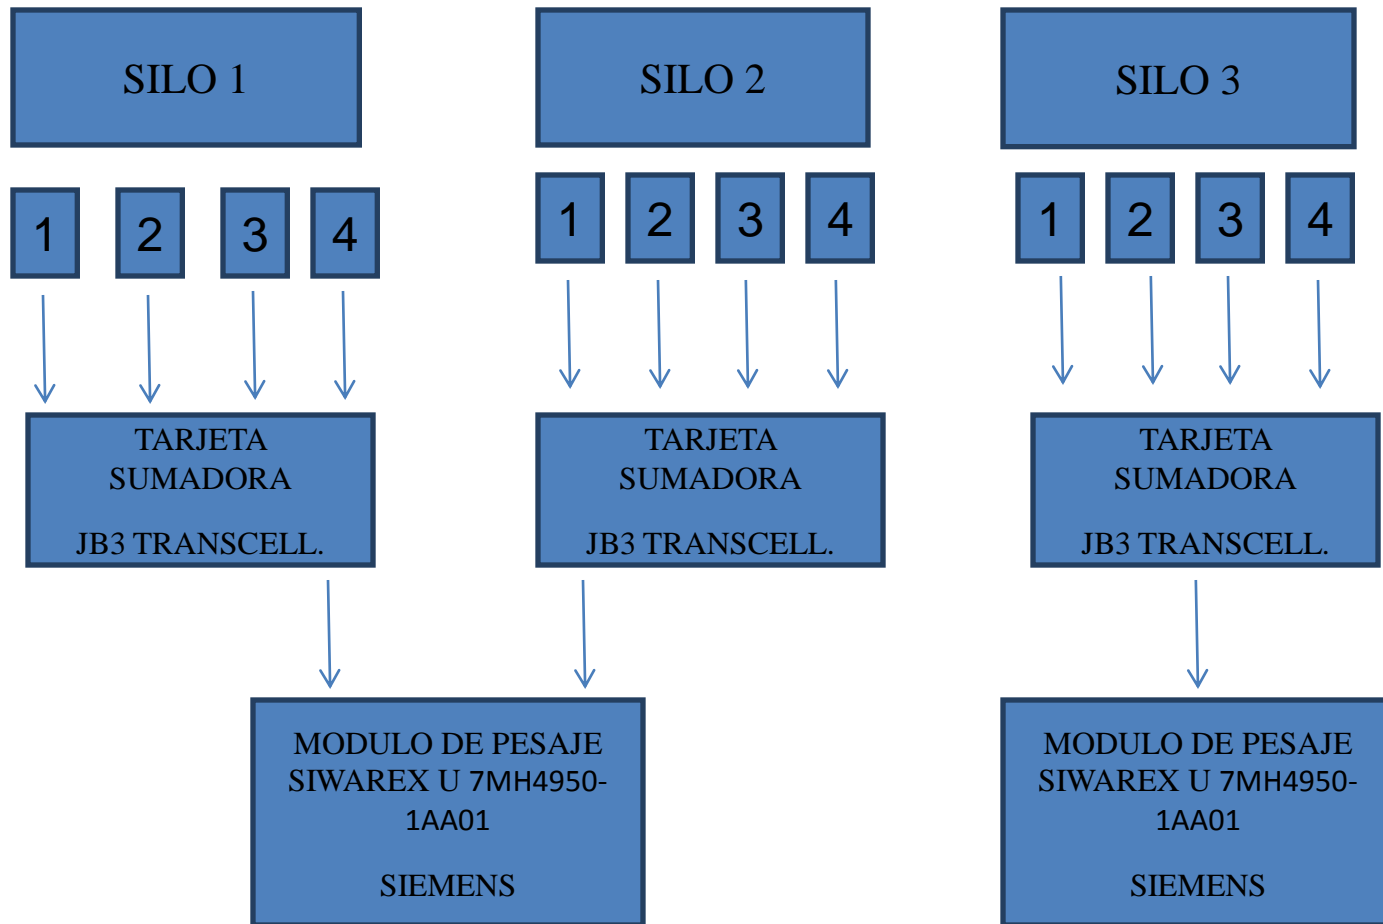 SILO 1
SILO 2
SILO 3
1 2 3 4
1 2 3 4
1 2 3 4
TARJETA
SUMADORA
JB3 TRANSCELL.
TARJETA
SUMADORA
JB3 TRANSCELL.
TARJETA
SUMADORA
JB3 TRANSCELL.
MODULO DE PESAJE
SIWAREX U 7MH4950-
1AA01
SIEMENS
MODULO DE PESAJE
SIWAREX U 7MH4950-
1AA01
SIEMENS